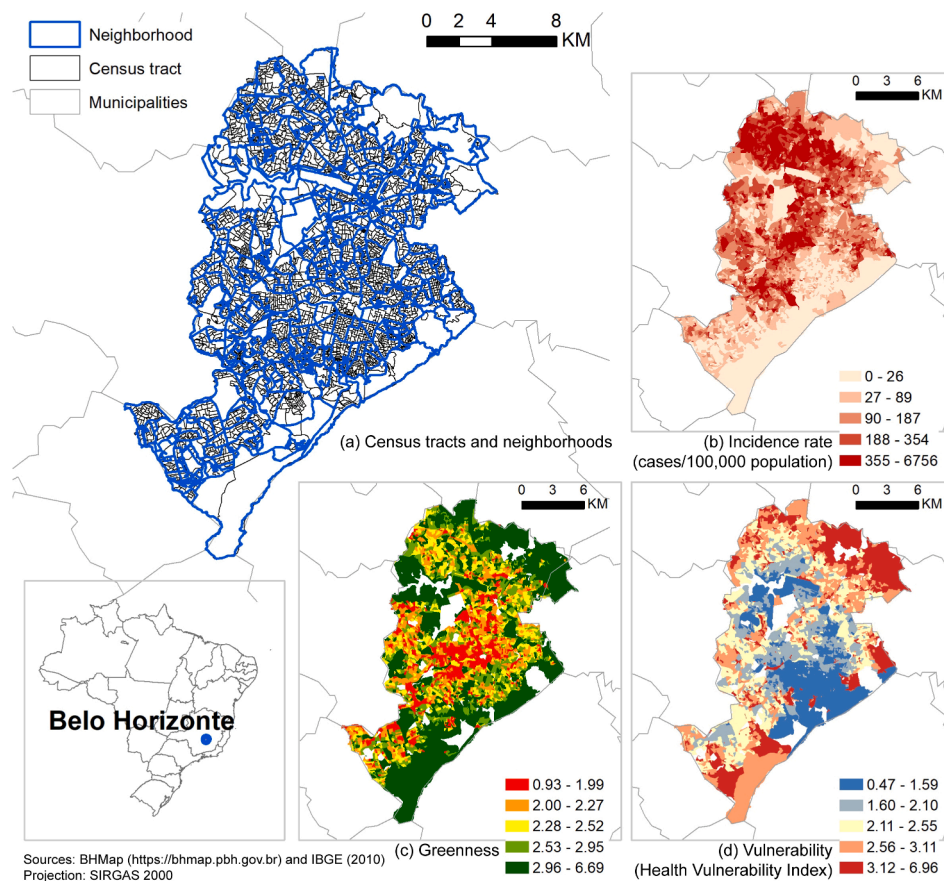 Neighborhood
Census tract
Municipalities
0 2 4 8
KM
(a) Census tracts and neighborhoods
0 3 6
KM
0 - 26
27 - 89
90 - 187
188 - 354
355 - 6756
(b) Incidence rate
(cases/100,000 population)
Belo Horizonte
0 3 6
KM
0.93 - 1.99
2.00 - 2.27
2.28 - 2.52
2.53 - 2.95
2.96 - 6.69
(c) Greenness
0 3 6
KM
0.47 - 1.59
1.60 - 2.10
2.11 - 2.55
2.56 - 3.11
3.12 - 6.96
(d) Vulnerability
(Health Vulnerability Index)
Sources: BHMap (https://bhmap.pbh.gov.br) and IBGE (2010)
Projection: SIRGAS 2000